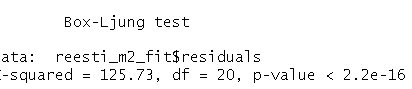 Box-Ljung test
ata: reesti_m2_fit$residuals
-squared = 125.73, df = 20, p-value < 2.2e-16